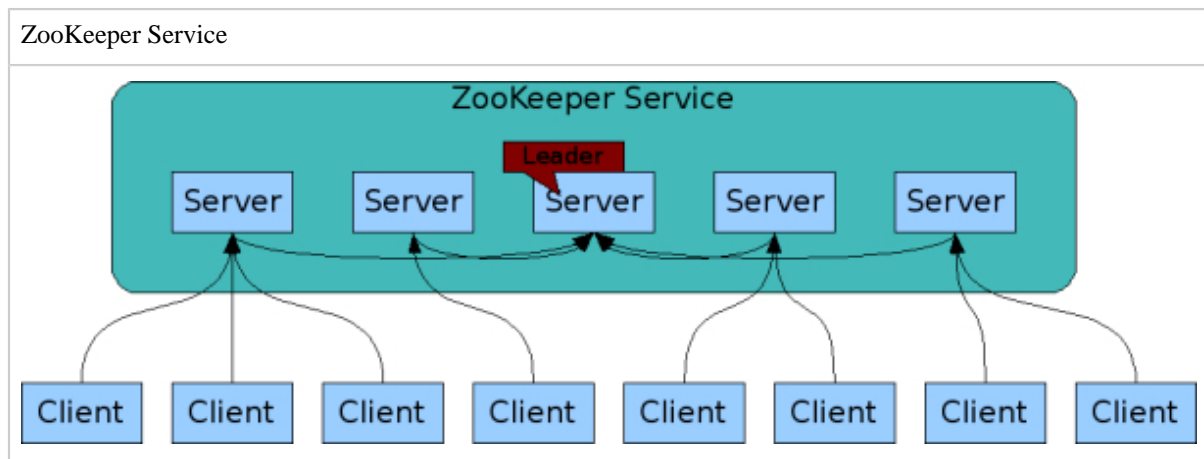 ZooKeeper Service
ZooKeeper Service
Leader
Server Server Server Server Server
Client Client Client Client Client Client Client Client